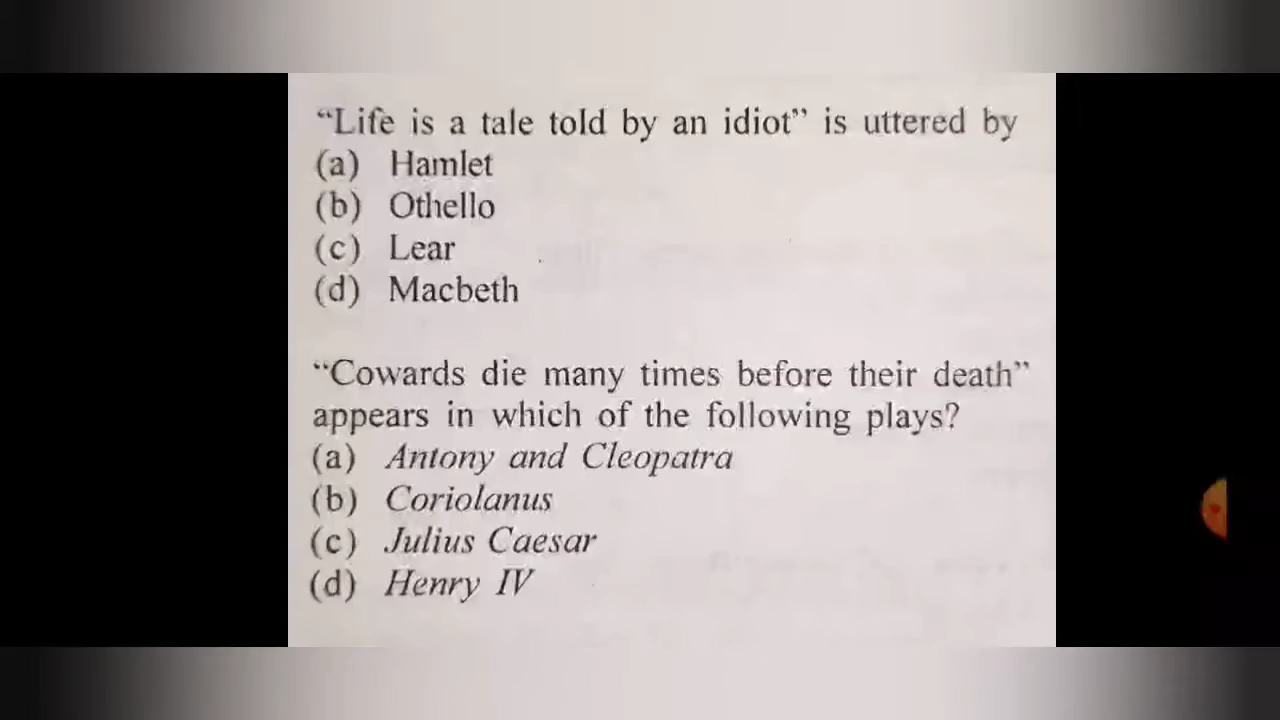 “Life is a tale told by an idiot” is uttered by
(a) Hamlet
(b) Othello
(c) Lear
(d) Macbeth
“Cowards die many times before their death”
appears in which of the following plays?
(a) Antony and Cleopatra
(b) Coriolanus
(c) Julius Caesar
(d) Henry IV